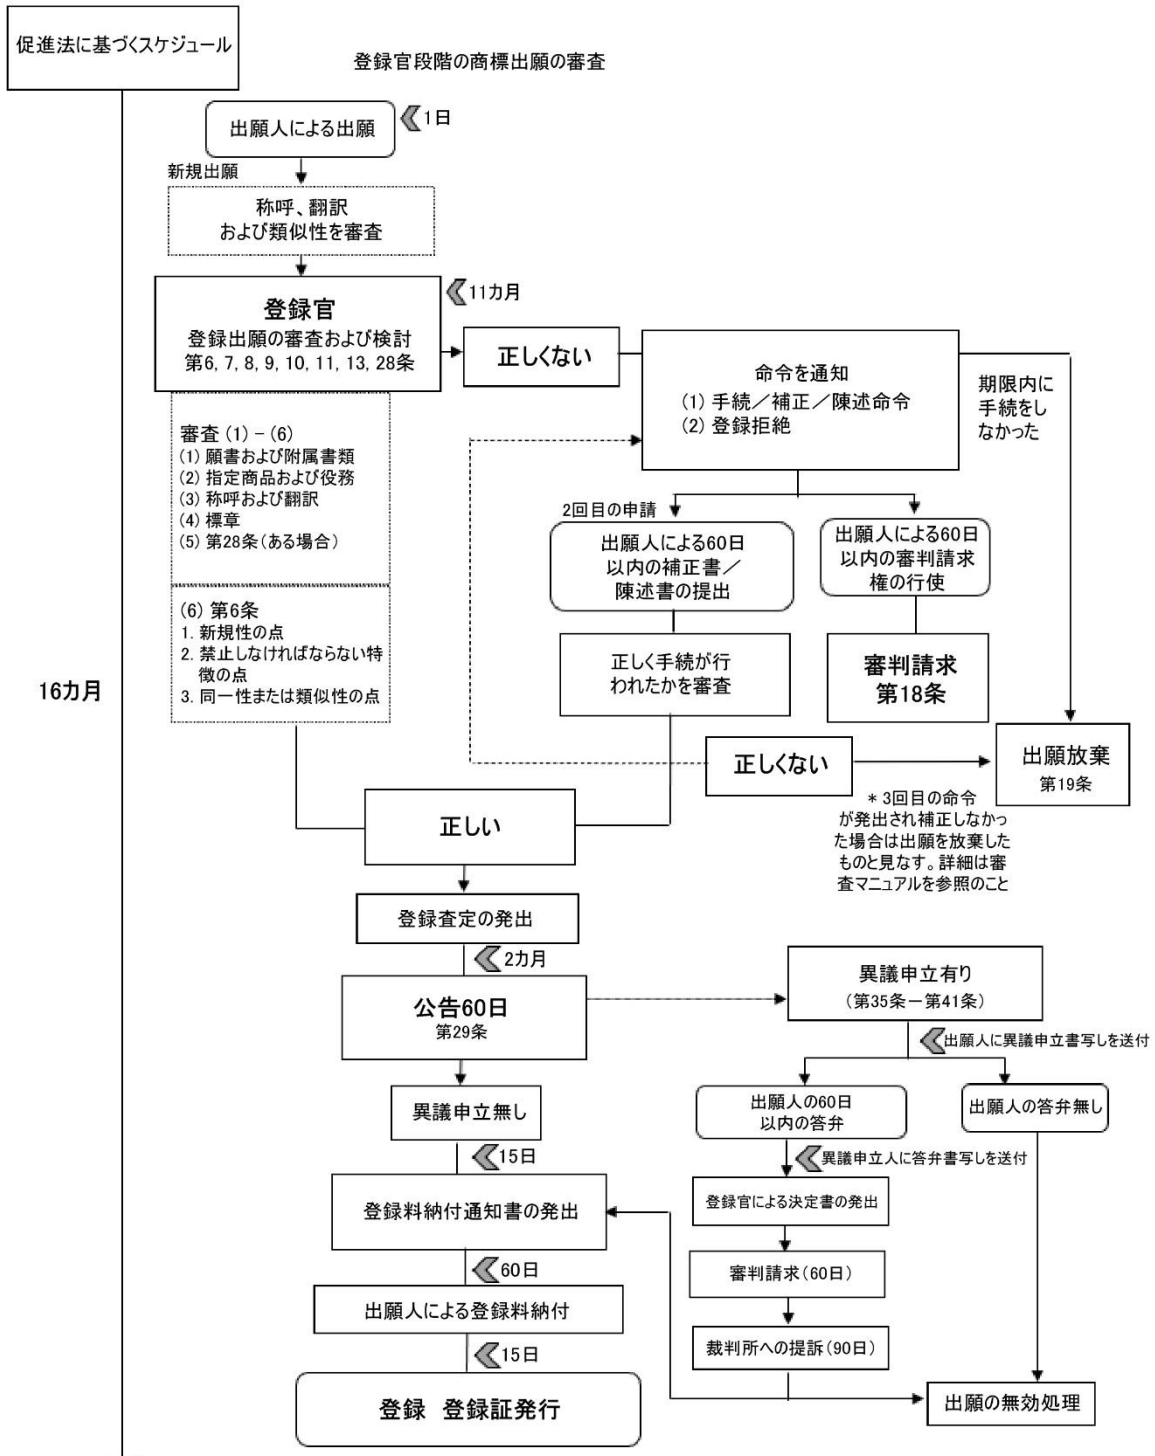 促進法に基づくスケジュール
登録官段階の商標出願の審査
出願人による出願
1日
新規出願
称呼、翻訳
および類似性を審査
登録官
登録出願の審査および検討
第6, 7, 8, 9, 10, 11, 13, 28条
11カ月
正しくない
命令を通知
(1) 手続／補正／陳述命令
(2) 登録拒絶
期限内に
手続をし
なかった
審査 (1) − (6)
(1) 願書および附属書類
(2) 指定商品および役務
(3) 称呼および翻訳
(4) 標章
(5) 第28条（ある場合）
2回目の申請
出願人による60日
以内の補正書／
陳述書の提出
出願人による60日
以内の審判請求
権の行使
(6) 第6条
1. 新規性の点
2. 禁止しなければならない特
徴の点
3. 同一性または類似性の点
正しく手続が行
われたかを審査
審判請求
第18条
16カ月
正しくない
出願放棄
第19条
正しい
* 3回目の命令
が発出され補正しなかっ
た場合は出願を放棄した
ものと見なす。詳細は審
査マニュアルを参照のこと
登録査定の発出
2カ月
公告60日
第29条
異議申立有り
（第35条－第41条）
出願人に異議申立書写しを送付
異議申立無し
出願人の60日
以内の答弁
出願人の答弁無し
15日
異議申立人に答弁書写しを送付
登録料納付通知書の発出
登録官による決定書の発出
60日
審判請求（60日）
出願人による登録料納付
15日
裁判所への提訴（90日）
登録 登録証発行
出願の無効処理